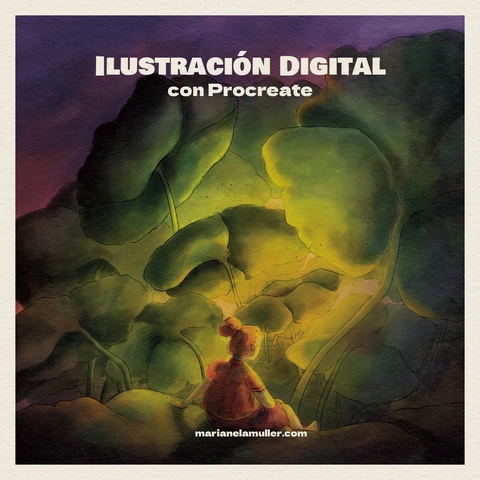 Ilustración Digital
con Procreate
marianelamuller.com